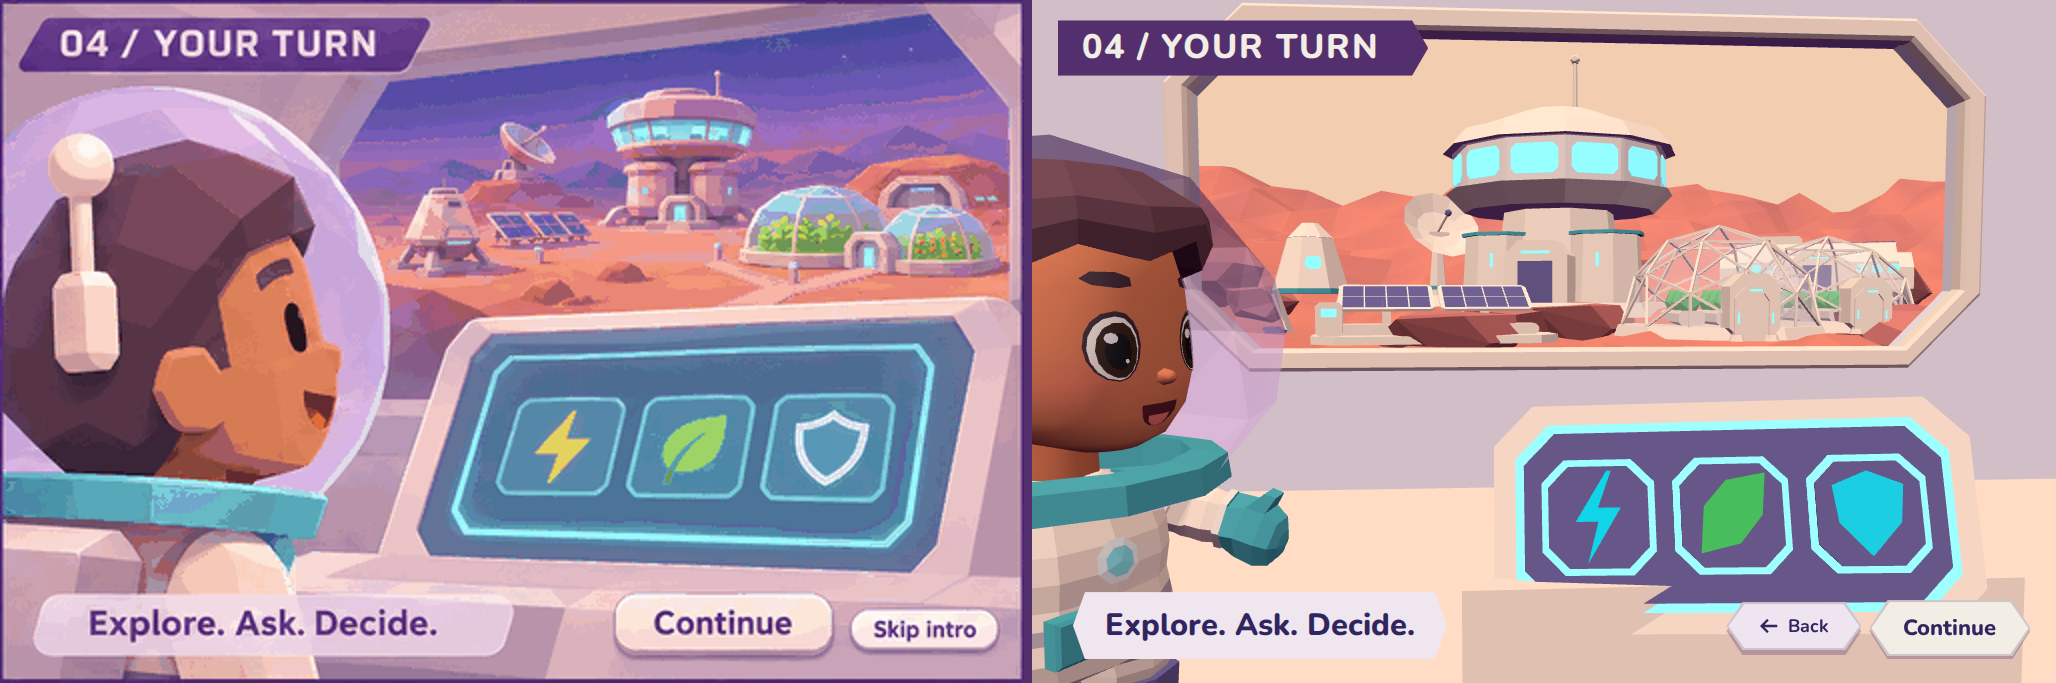 04 / YOUR TURN
Explore. Ask. Decide.
Continue
Skip intro
04 / YOUR TURN
Explore. Ask. Decide.
← Back
Continue